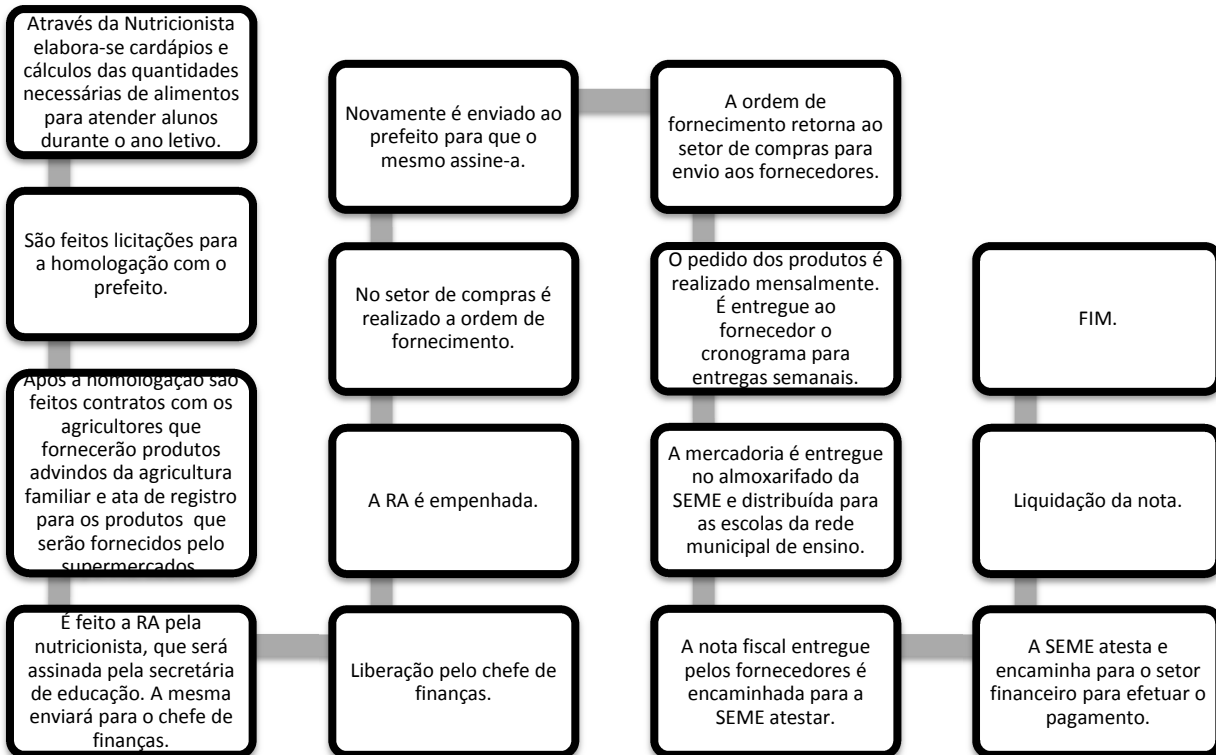 Através da Nutricionista
elabora-se cardápios e
cálculos das quantidades
necessárias de alimentos
para atender alunos
durante o ano letivo.
São feitos licitações para
a homologação com o
prefeito.
Após a homologação são
feitos contratos com os
agricultores que
fornecerão produtos
advindos da agricultura
familiar e ata de registro
para os produtos que
serão fornecidos pelo
supermercados.
É feito a RA pela
nutricionista, que será
assinada pela secretária
de educação. A mesma
enviará para o chefe de
finanças.
Liberação pelo chefe de
finanças.
A RA é empenhada.
No setor de compras é
realizado a ordem de
fornecimento.
Novamente é enviado ao
prefeito para que o
mesmo assine-a.
A ordem de
fornecimento retorna ao
setor de compras para
envio aos fornecedores.
O pedido dos produtos é
realizado mensalmente.
É entregue ao
fornecedor o
cronograma para
entregas semanais.
A mercadoria é entregue
no almoxarifado da
SEME e distribuída para
as escolas da rede
municipal de ensino.
A nota fiscal entregue
pelos fornecedores é
encaminhada para a
SEME atestar.
A SEME atesta e
encaminha para o setor
financeiro para efetuar o
pagamento.
Liquidação da nota.
FIM.